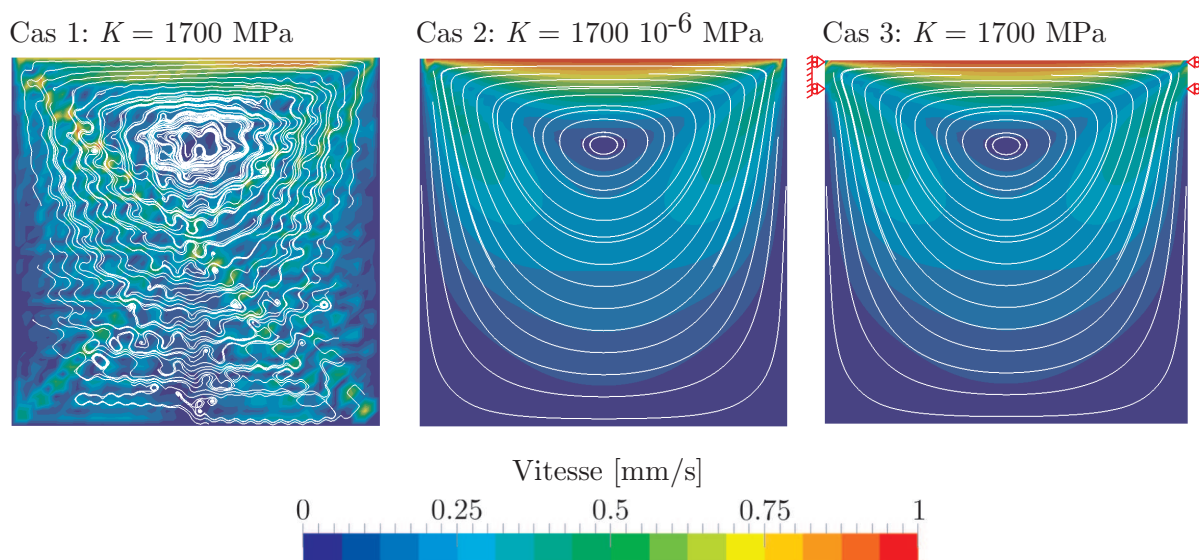 Cas 1: K = 1700 MPa
Cas 2: K = 1700 10-6 MPa
Cas 3: K = 1700 MPa
Vitesse [mm/s]
0 0.25 0.5 0.75 1